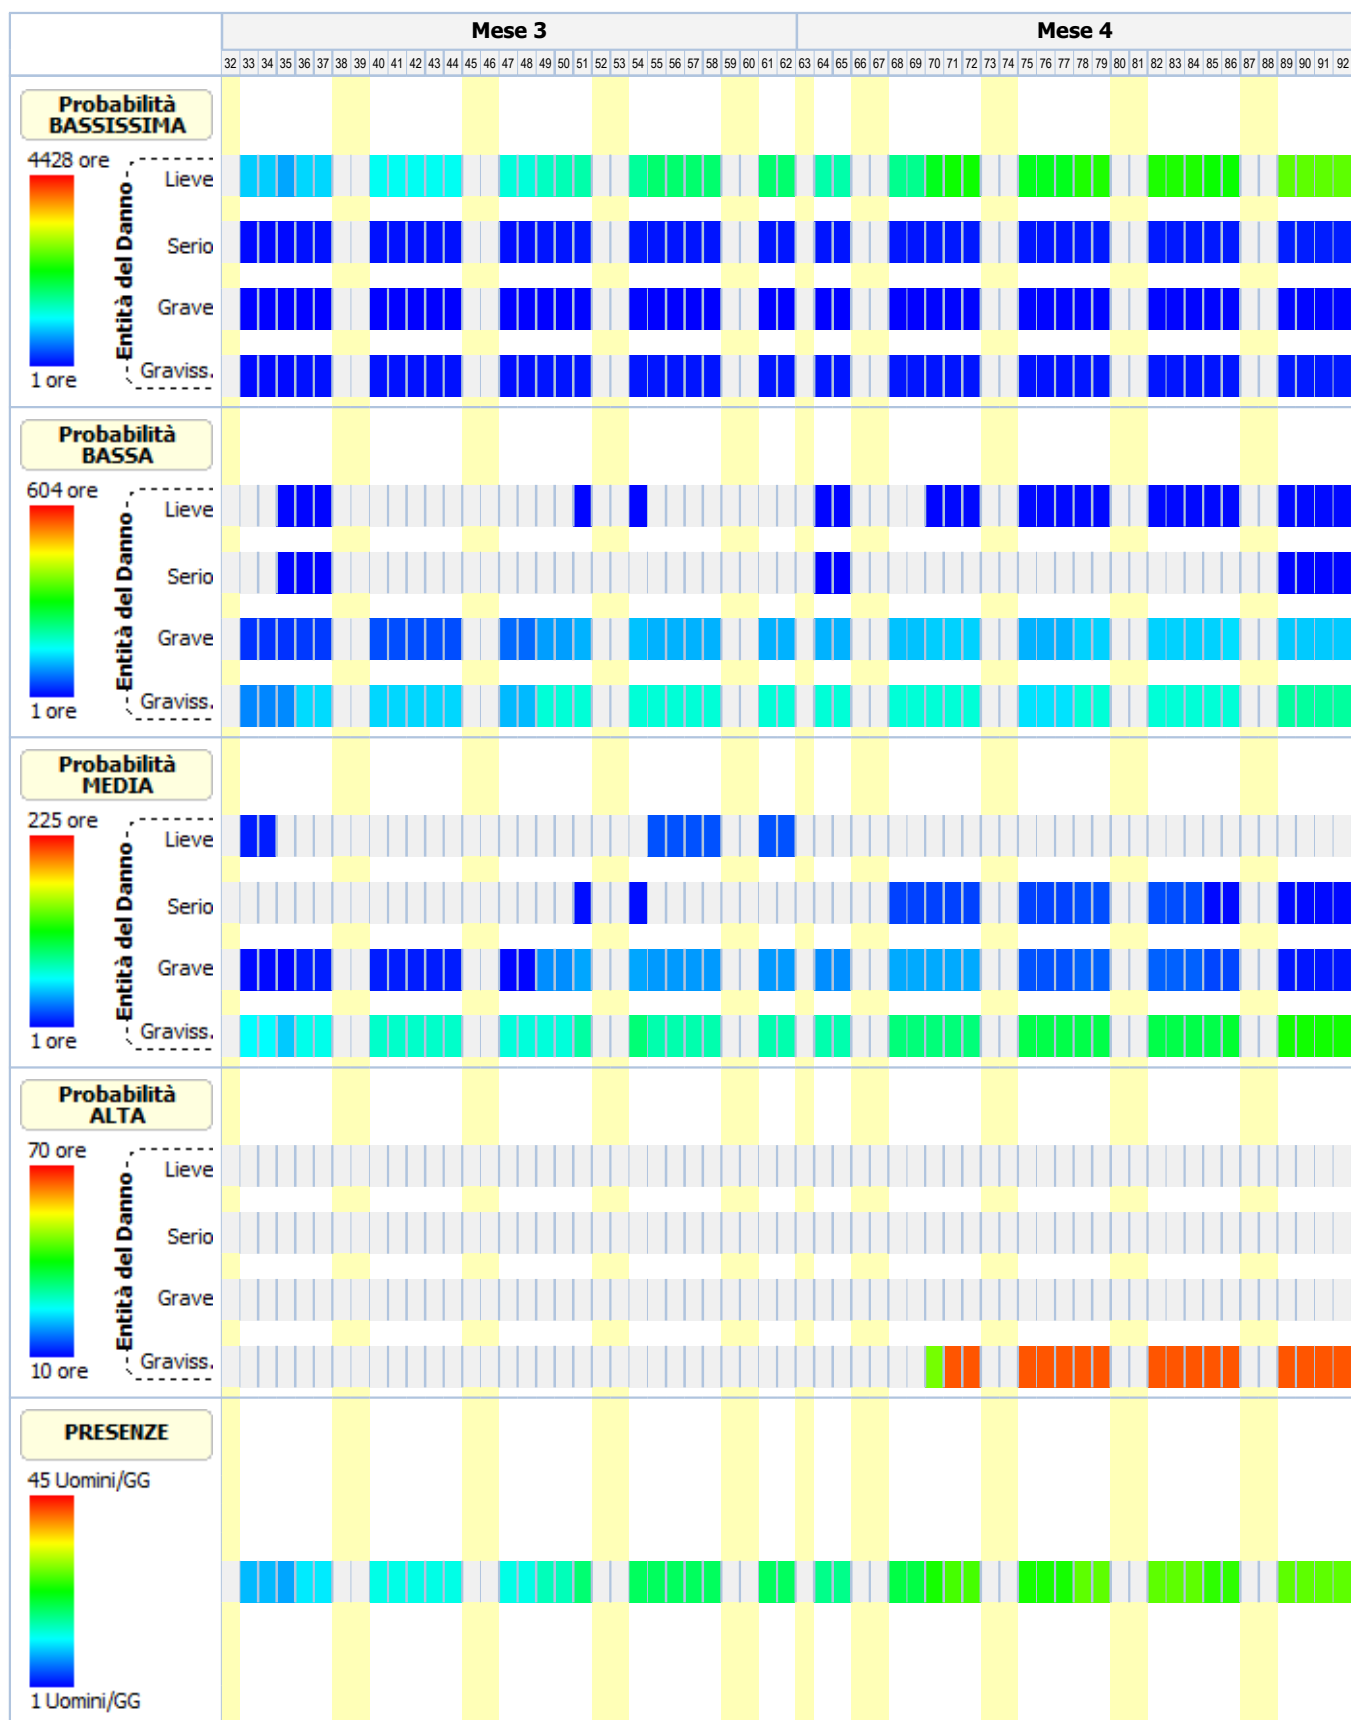 Mese 3 Mese 4
32 33 34 35 36 37 38 39 40 41 42 43 44 45 46 47 48 49 50 51 52 53 54 55 56 57 58 59 60 61 62 63 64 65 66 67 68 69 70 71 72 73 74 75 76 77 78 79 80 81 82 83 84 85 86 87 88 89 90 91 92
Probabilità
BASSISSIMA
4428 ore
1 ore
Entità del Danno
Lieve
Serio
Grave
Graviss.
Probabilità
BASSA
604 ore
1 ore
Entità del Danno
Lieve
Serio
Grave
Graviss.
Probabilità
MEDIA
225 ore
1 ore
Entità del Danno
Lieve
Serio
Grave
Graviss.
Probabilità
ALTA
70 ore
10 ore
Entità del Danno
Lieve
Serio
Grave
Graviss.
PRESENZE
45 Uomini/GG
1 Uomini/GG